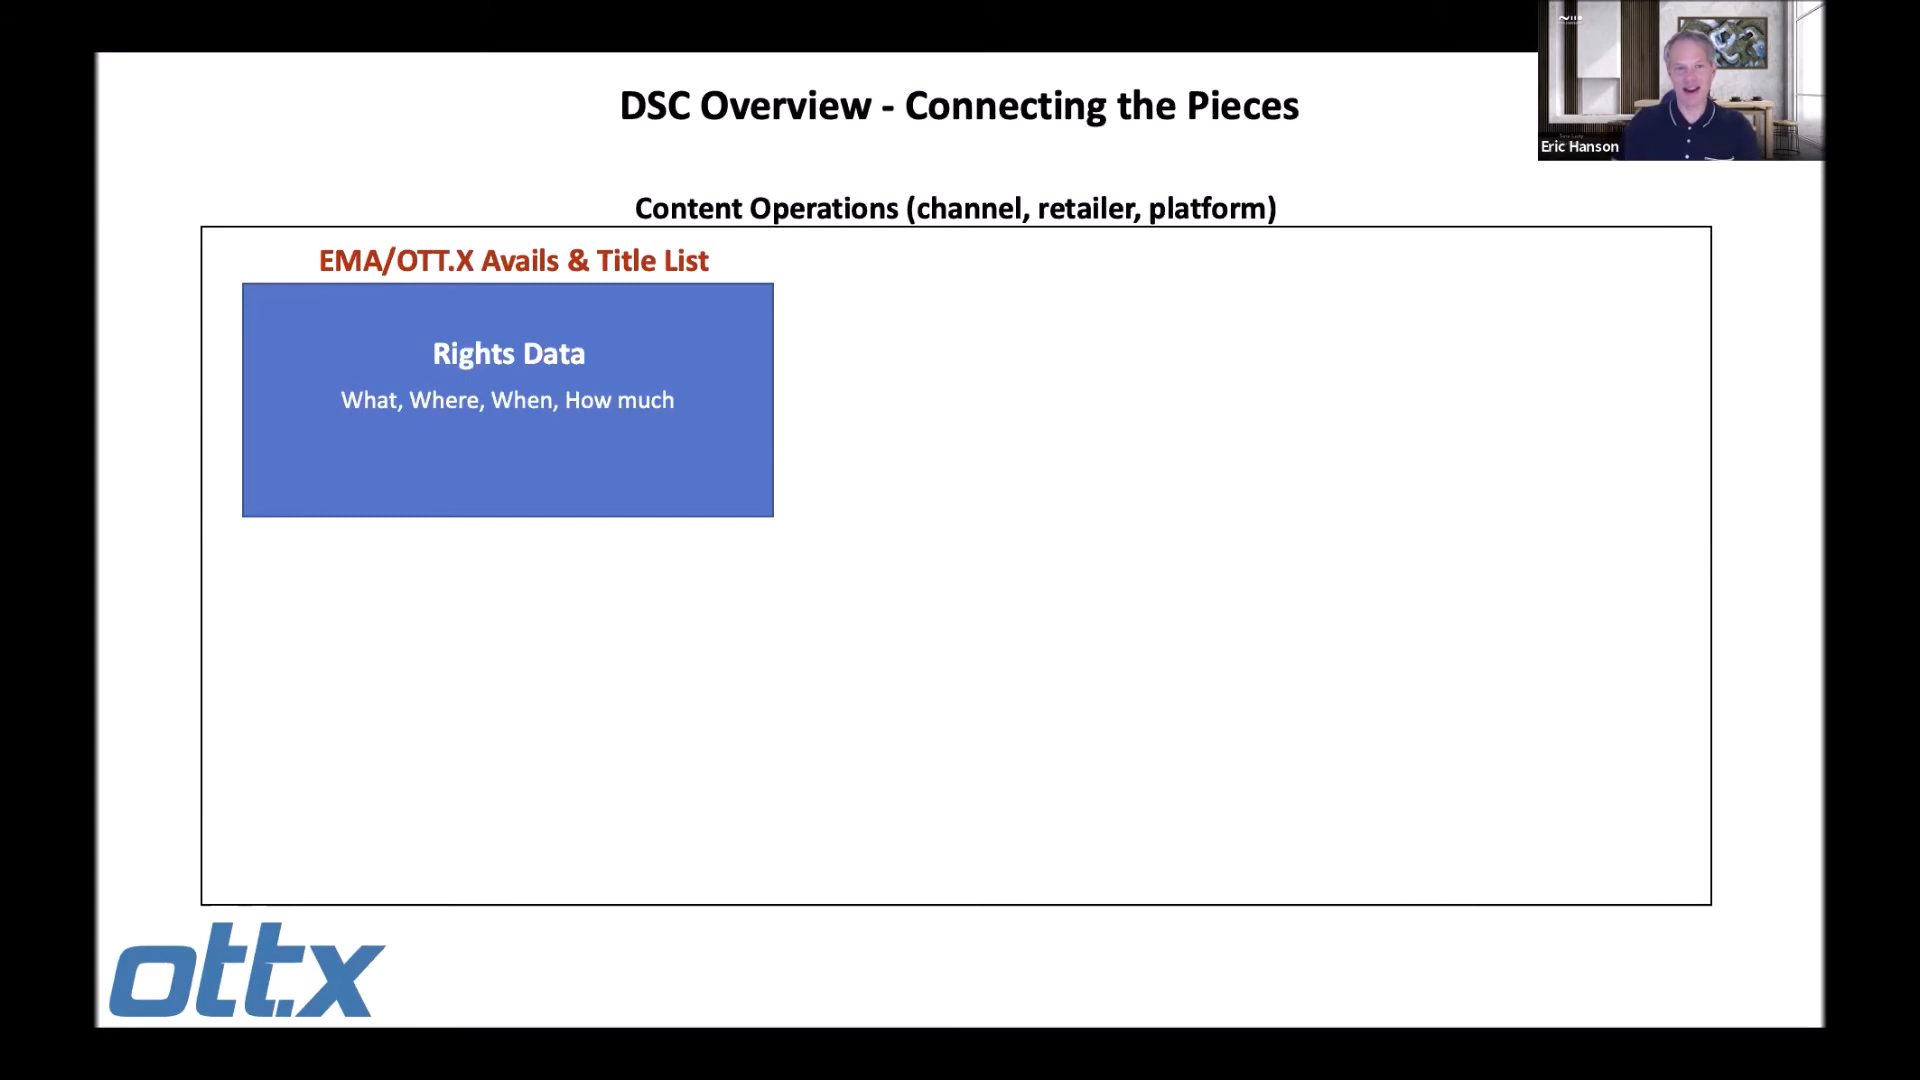 DSC Overview - Connecting the Pieces
Eric Hanson
Content Operations (channel, retailer, platform)
EMA/OTT.X Avails & Title List
Rights Data
What, Where, When, How much
ott.x